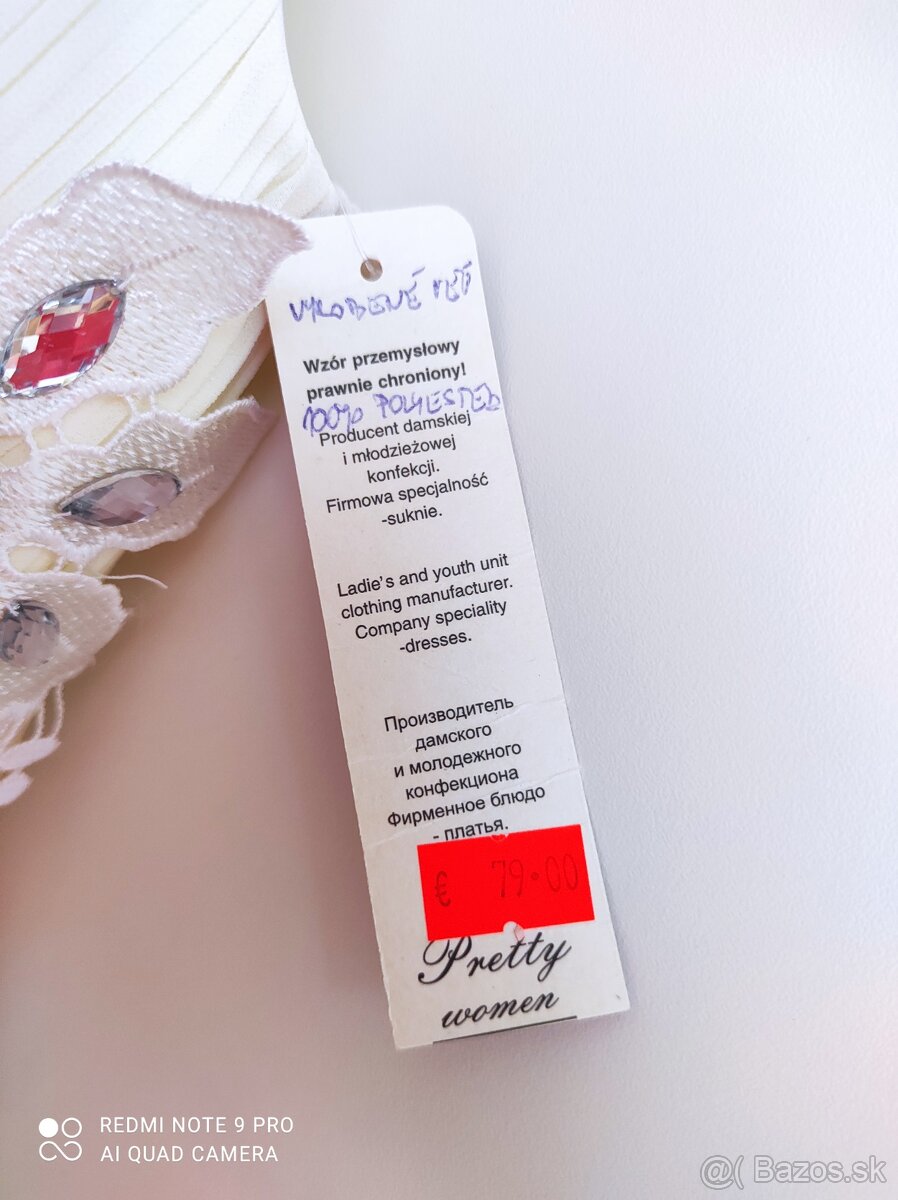 VYROBENÉ
Wzór przemysłowy
prawnie chroniony!
100% POLYESTER
Producent damskiej
i młodzieżowej
konfekcji.
Firmowa specjalność
-suknie.
Ladie's and youth unit
clothing manufacturer.
Company speciality
-dresses.
Производитель
дамского
и молодежного
конфекциона
Фирменное блюдо
- платья.
€ 79.00
Pretty
women
REDMI NOTE 9 PRO
AI QUAD CAMERA
@( Bazos.sk